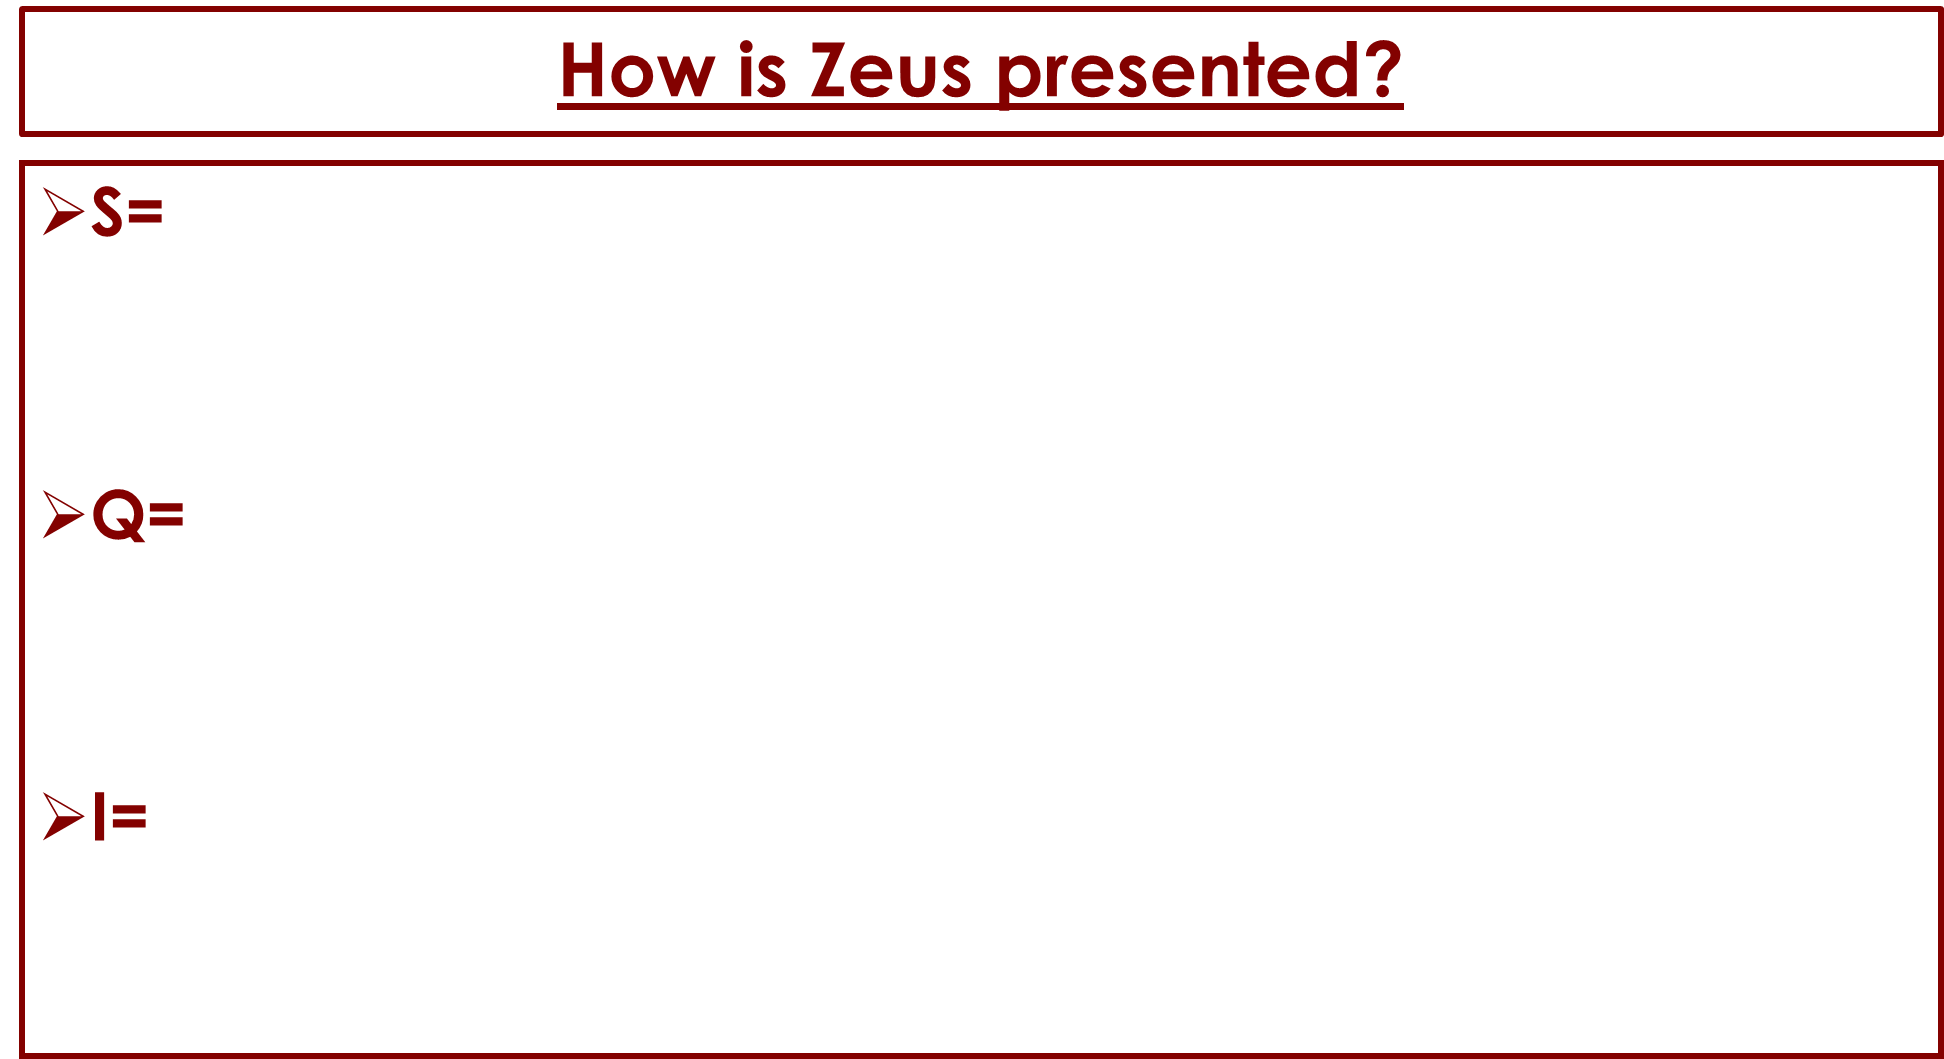 How is Zeus presented?
➢S=
➢Q=
➢I=